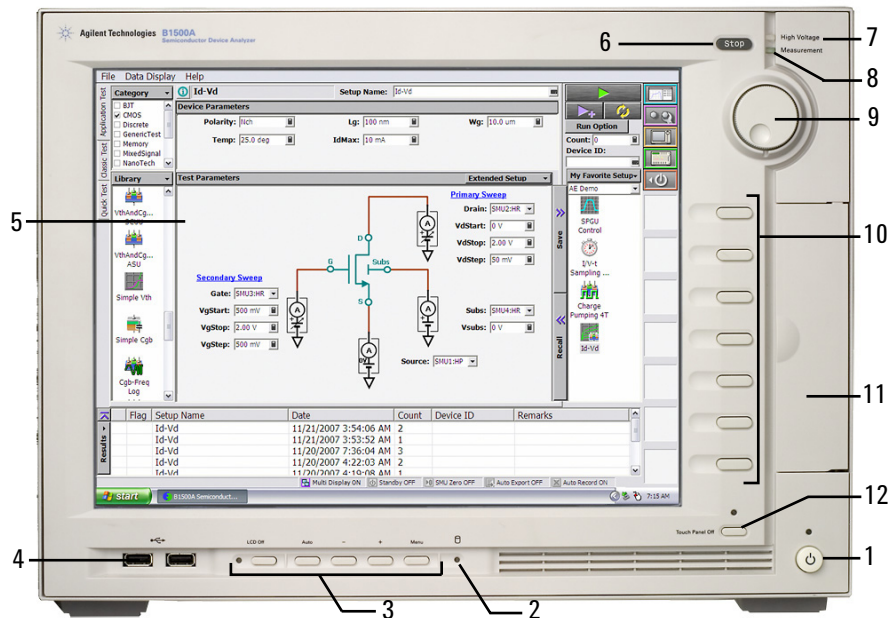 Agilent Technologies B1500A
Semiconductor Device Analyzer
6
Stop
High Voltage
7
Measurement
8
9
File Data Display Help
Application Test
Classic Test
Quick Test
Category
BJT
CMOS
Discrete
GenericTest
Memory
MixedSignal
NanoTech
Id-Vd
Setup Name: Id-Vd
Device Parameters
Polarity: Nch
Lg: 100 nm
Wg: 10.0 um
Temp: 25.0 deg
IdMax: 10 mA
Run Option
Count: 0
Device ID:
Library
VthAndCg...
VthAndCg...
ASU
Simple Vth
Simple Cgb
Cgb-Freq
Log
Test Parameters
Extended Setup
Primary Sweep
Drain: SMU2:HR
VdStart: 0 V
VdStop: 2.00 V
VdStep: 50 mV
D
G
Subs
S
A
A
A
A
0V
Secondary Sweep
Gate: SMU3:HR
VgStart: 500 mV
VgStop: 2.00 V
VgStep: 500 mV
Subs: SMU4:HR
Vsubs: 0 V
Source: SMU1:HP
Save
Recall
My Favorite Setup
AE Demo
SPGU
Control
I/V-t
Sampling ...
Charge
Pumping 4T
Id-Vd
5
10
11
12
Results
Flag Setup Name Date Count Device ID Remarks
Id-Vd 11/21/2007 3:54:06 AM 2
Id-Vd 11/21/2007 3:53:52 AM 1
Id-Vd 11/20/2007 7:36:04 AM 3
Id-Vd 11/20/2007 4:22:03 AM 2
Id-Vd 11/20/2007 4:19:08 AM 1
Multi Display ON Standby OFF SMU Zero OFF Auto Export OFF Auto Record ON
start B1500A Semiconduct... 7:15 AM
Touch Panel Off
LCD Off Auto - + Menu
4
3
2
1